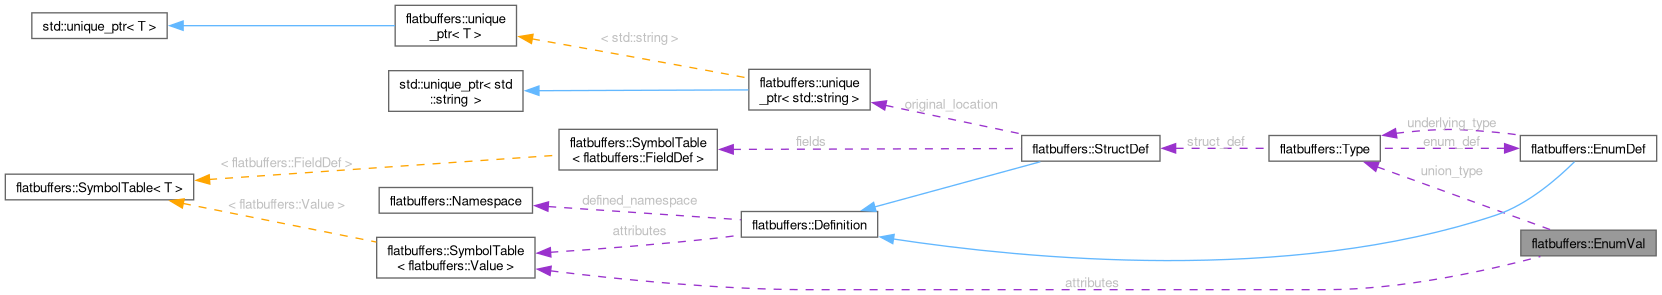 std::unique_ptr< T >
flatbuffers::unique
_ptr< T >
< std::string >
std::unique_ptr< std
::string >
flatbuffers::unique
_ptr< std::string >
original_location
flatbuffers::SymbolTable
< flatbuffers::FieldDef >
fields
flatbuffers::StructDef
struct_def
flatbuffers::Type
underlying_type
enum_def
flatbuffers::EnumDef
< flatbuffers::FieldDef >
flatbuffers::SymbolTable< T >
< flatbuffers::Value >
flatbuffers::Namespace
defined_namespace
attributes
flatbuffers::Definition
union_type
flatbuffers::EnumVal
flatbuffers::SymbolTable
< flatbuffers::Value >
attributes